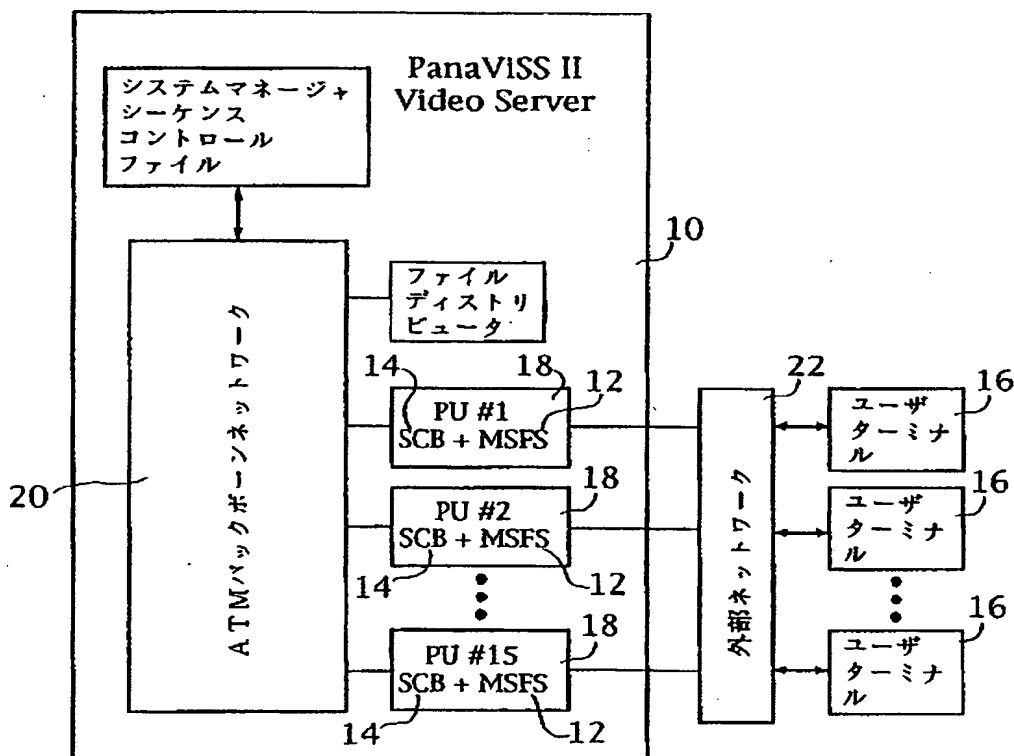 PanaViSS II
Video Server
システムマネージャ
シーケンス
コントロール
ファイル
10
ファイル
ディストリ
ビュータ
ATMバックボーンネットワーク
20
14
18
12
PU #1
SCB + MSFS
18
PU #2
SCB + MSFS
14
12
18
PU #15
SCB + MSFS
14
12
22
外部ネットワーク
16
ユーザ
ターミナ
ル
16
ユーザ
ターミナ
ル
16
ユーザ
ターミナ
ル